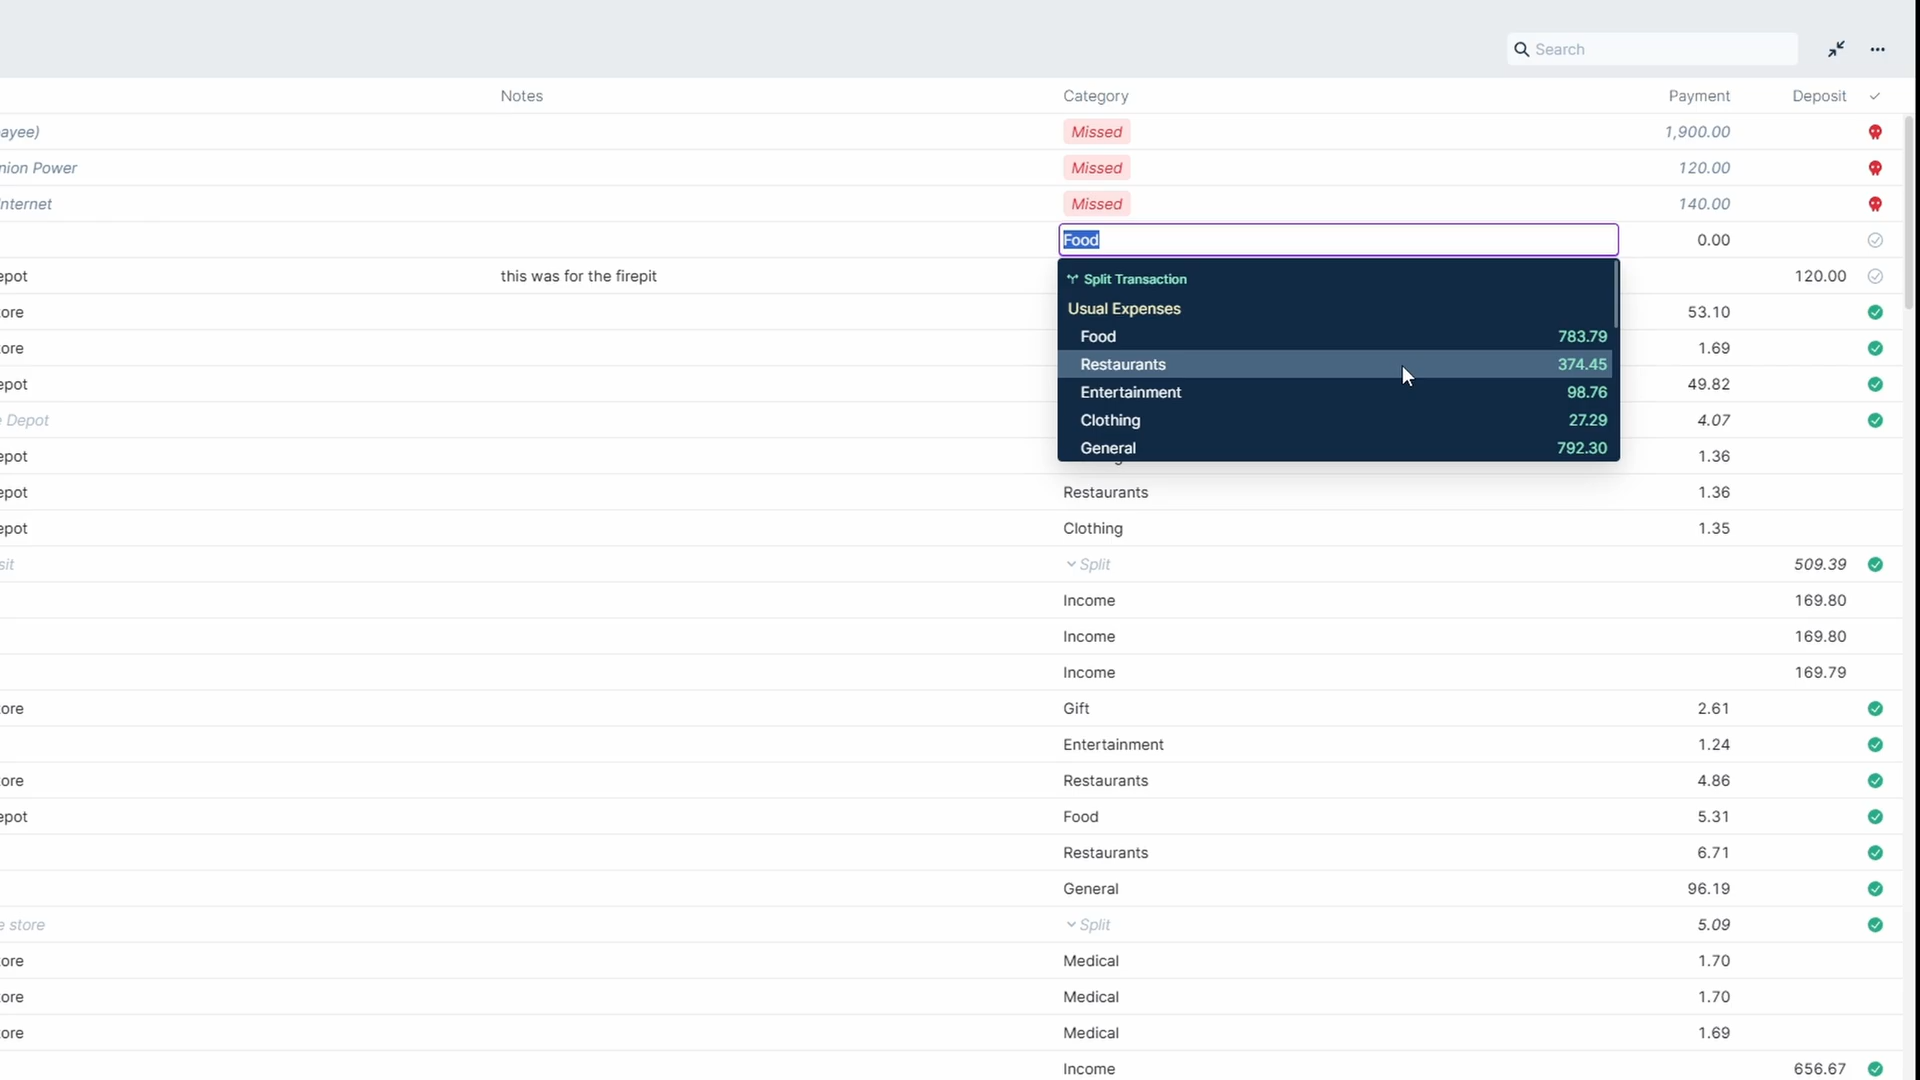 Search
Notes Category Payment Deposit
ayee) Missed 1,900.00
nion Power Missed 120.00
nternet Missed 140.00
Food 0.00
epot this was for the firepit 120.00
Split Transaction
Usual Expenses
Food 783.79
Restaurants 374.45
Entertainment 98.76
Clothing 27.29
General 792.30
ore 53.10
ore 1.69
epot 49.82
e Depot 4.07
epot 1.36
epot Restaurants 1.36
epot Clothing 1.35
sit Split 509.39
Income 169.80
Income 169.80
Income 169.79
ore Gift 2.61
Entertainment 1.24
ore Restaurants 4.86
epot Food 5.31
Restaurants 6.71
General 96.19
e store Split 5.09
ore Medical 1.70
ore Medical 1.70
ore Medical 1.69
Income 656.67